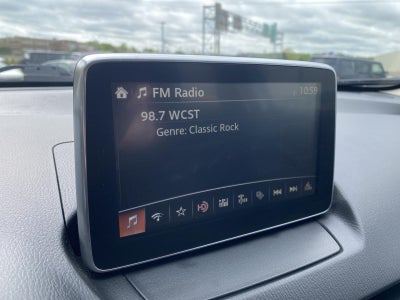 FM Radio 10:59
98.7 WCST
Genre: Classic Rock